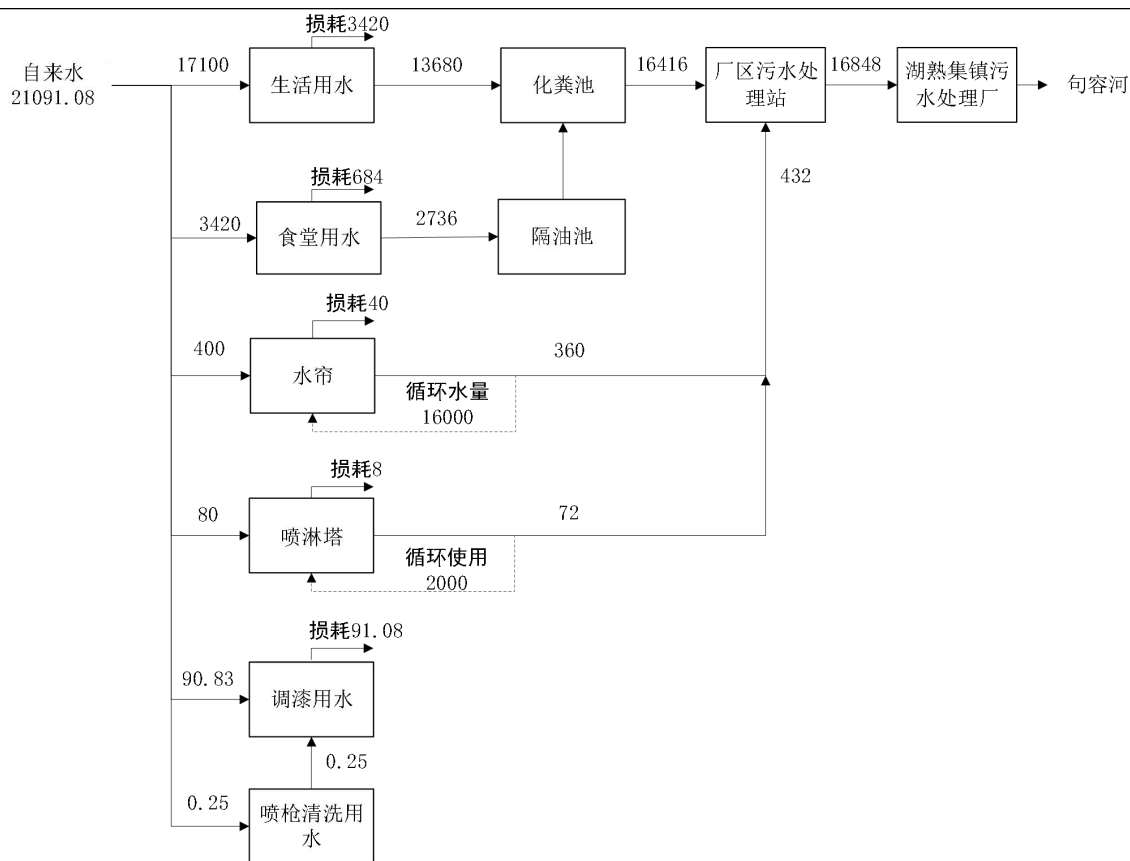 损耗3420
自来水
21091.08
17100
生活用水
13680
化粪池
16416
厂区污水处
理站
16848
湖熟集镇污
水处理厂
句容河
损耗684
3420
食堂用水
2736
隔油池
432
损耗40
400
水帘
360
循环水量
16000
损耗8
80
喷淋塔
72
循环使用
2000
损耗91.08
90.83
调漆用水
0.25
0.25
喷枪清洗用
水